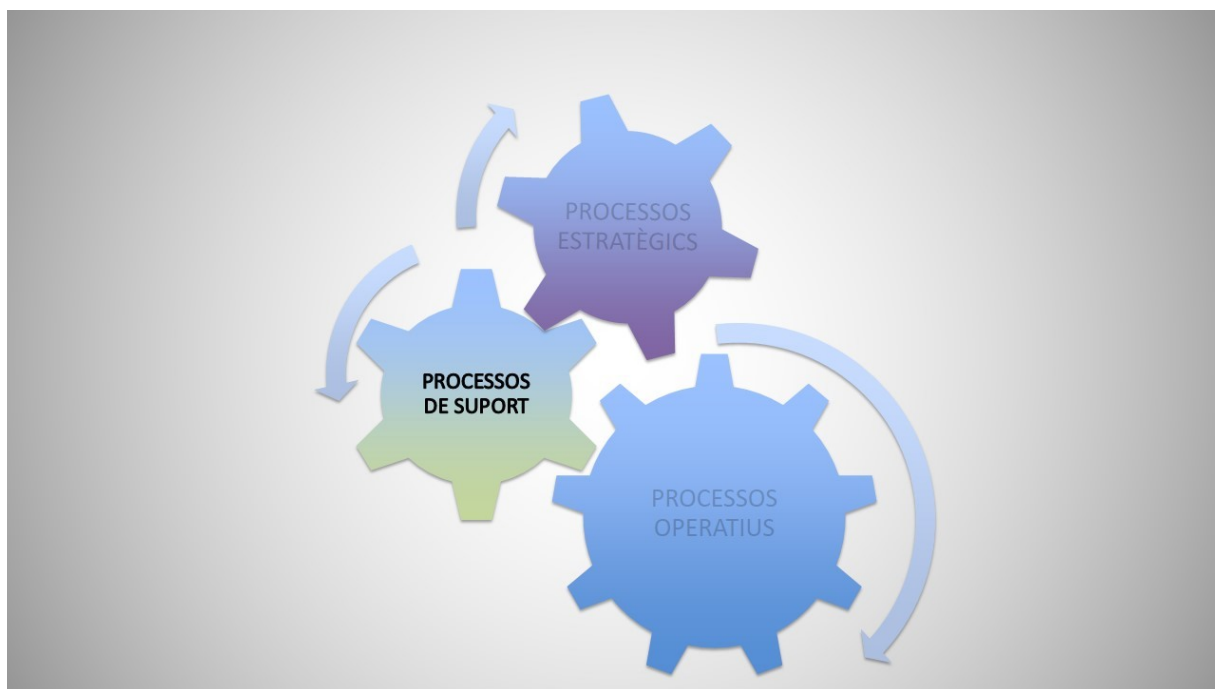 PROCESSOS
ESTRATÈGICS
PROCESSOS
DE SUPORT
PROCESSOS
OPERATIUS